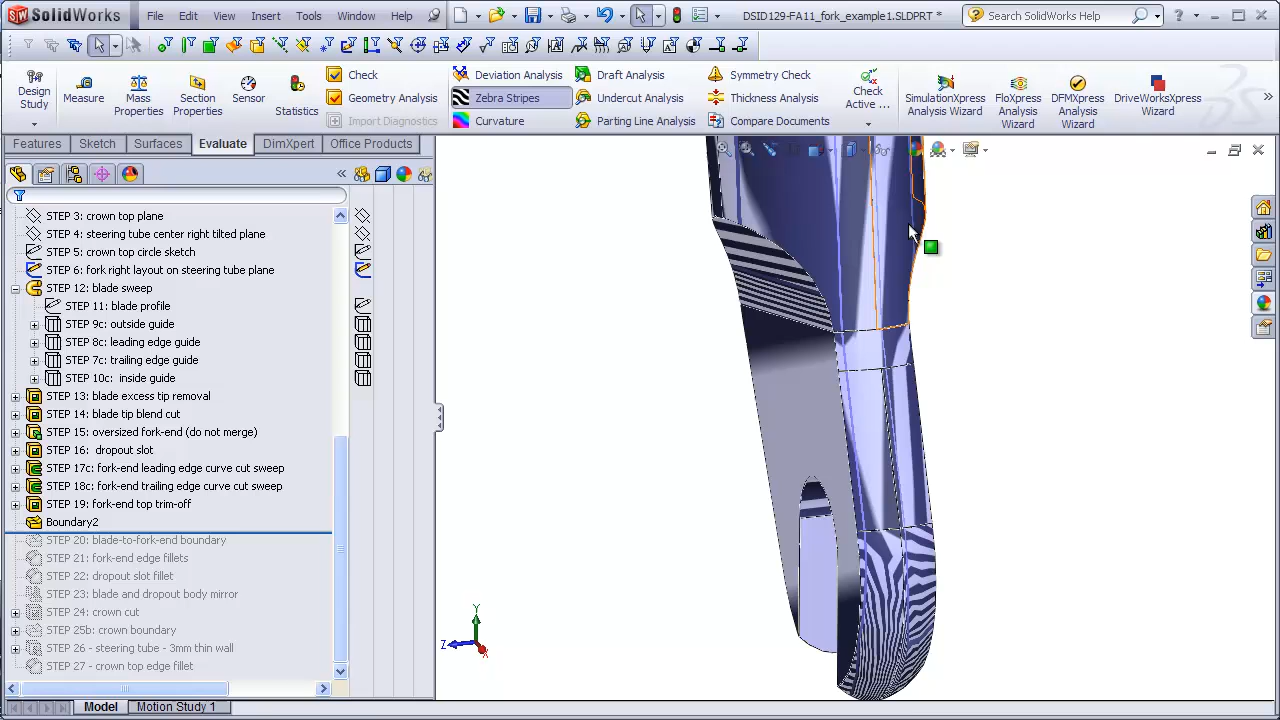 SolidWorks File Edit View Insert Tools Window Help DSID129-FA11_fork_example1.SLDPRT * Search SolidWorks Help
Design Study
Measure
Mass Properties
Section Properties
Sensor
Statistics
Check
Geometry Analysis
Import Diagnostics
Deviation Analysis
Zebra Stripes
Curvature
Draft Analysis
Undercut Analysis
Parting Line Analysis
Symmetry Check
Thickness Analysis
Compare Documents
Check Active ...
SimulationXpress Analysis Wizard
FloXpress Analysis Wizard
DFMXpress Analysis Wizard
DriveWorksXpress Wizard
Features Sketch Surfaces Evaluate DimXpert Office Products
STEP 3: crown top plane
STEP 4: steering tube center right tilted plane
STEP 5: crown top circle sketch
STEP 6: fork right layout on steering tube plane
STEP 12: blade sweep
STEP 11: blade profile
STEP 9c: outside guide
STEP 8c: leading edge guide
STEP 7c: trailing edge guide
STEP 10c: inside guide
STEP 13: blade excess tip removal
STEP 14: blade tip blend cut
STEP 15: oversized fork-end (do not merge)
STEP 16: dropout slot
STEP 17c: fork-end leading edge curve cut sweep
STEP 18c: fork-end trailing edge curve cut sweep
STEP 19: fork-end top trim-off
Boundary2
STEP 20: blade-to-fork-end boundary
STEP 21: fork-end edge fillets
STEP 22: dropout slot fillet
STEP 23: blade and dropout body mirror
STEP 24: crown cut
STEP 25b: crown boundary
STEP 26 - steering tube - 3mm thin wall
STEP 27 - crown top edge fillet
Y
Z
X
Model Motion Study 1